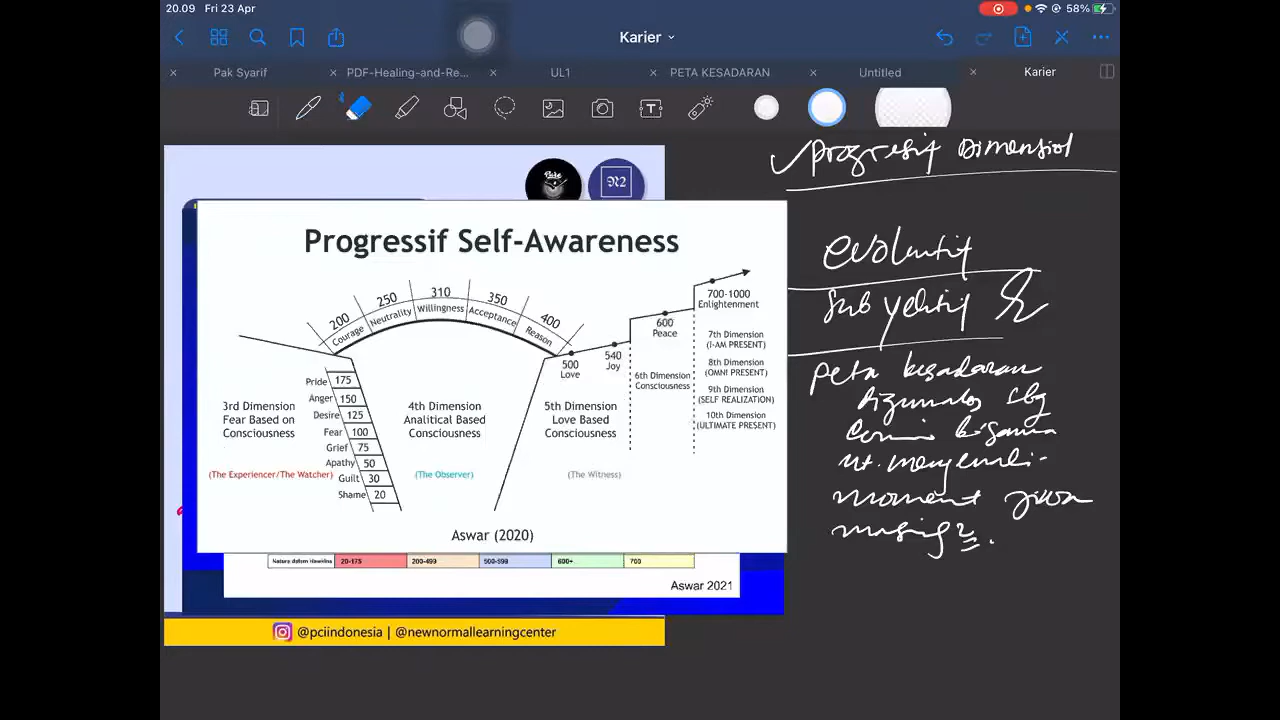 20.09 Fri 23 Apr
58%
Karier
Pak Syarif
PDF-Healing-and-Re...
UL1
PETA KESADARAN
Untitled
Karier
T
Progresif Dimensiol
N2
Progressif Self-Awareness
evolutif
Subyektif &
Peta kesadaran
moment jiwa
masing2.
200 250 310 350 400
Courage Neutrality Willingness Acceptance Reason
500
Love
540
Joy
600
Peace
700-1000
Enlightenment
Pride 175
Anger 150
Desire 125
Fear 100
Grief 75
Apathy 50
Guilt 30
Shame 20
3rd Dimension
Fear Based on
Consciousness
(The Experiencer/The Watcher)
4th Dimension
Analitical Based
Consciousness
(The Observer)
5th Dimension
Love Based
Consciousness
(The Witness)
6th Dimension
Consciousness
7th Dimension
(I-AM PRESENT)
8th Dimension
(OMNI PRESENT)
9th Dimension
(SELF REALIZATION)
10th Dimension
(ULTIMATE PRESENT)
Aswar (2020)
20-175 200-499 500-599 600+ 700
Aswar 2021
@pciindonesia | @newnormallearningcenter